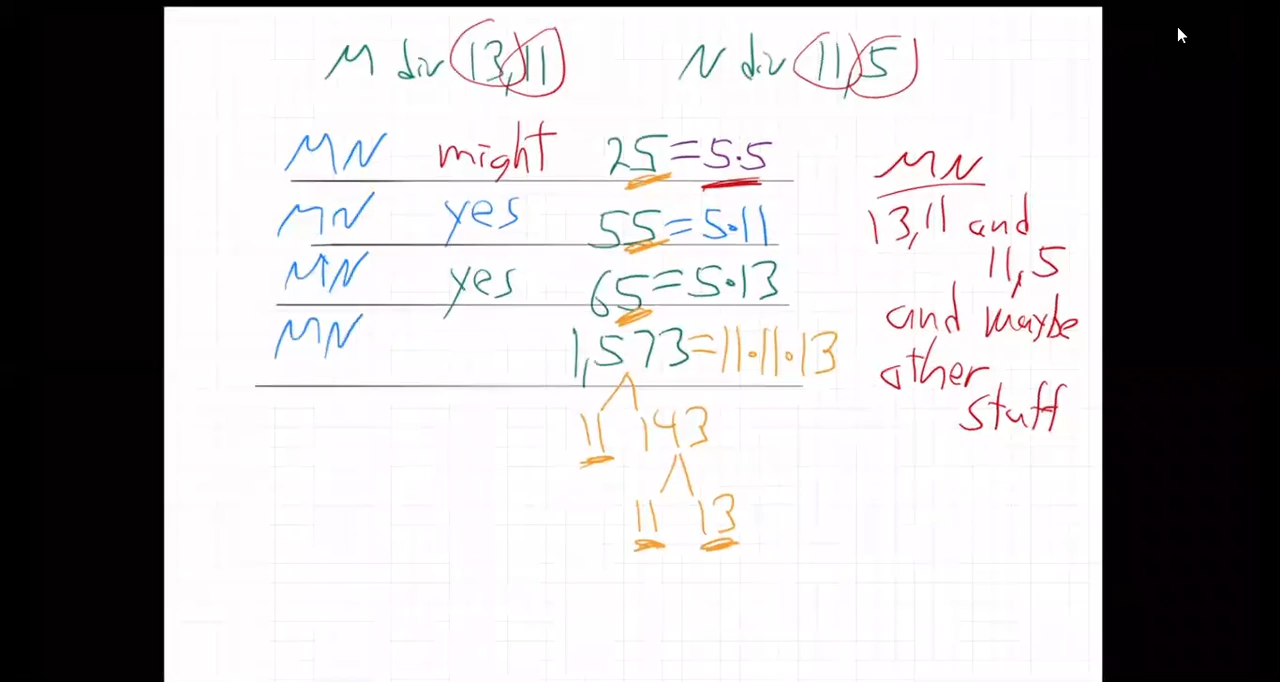 M div 13, 11
N div 11, 5
MN might 25 = 5·5
MN yes 55 = 5·11
MN yes 65 = 5·13
MN 1,573 = 11·11·13
11 143
11 13
MN
13, 11 and
11, 5
and maybe
other
stuff